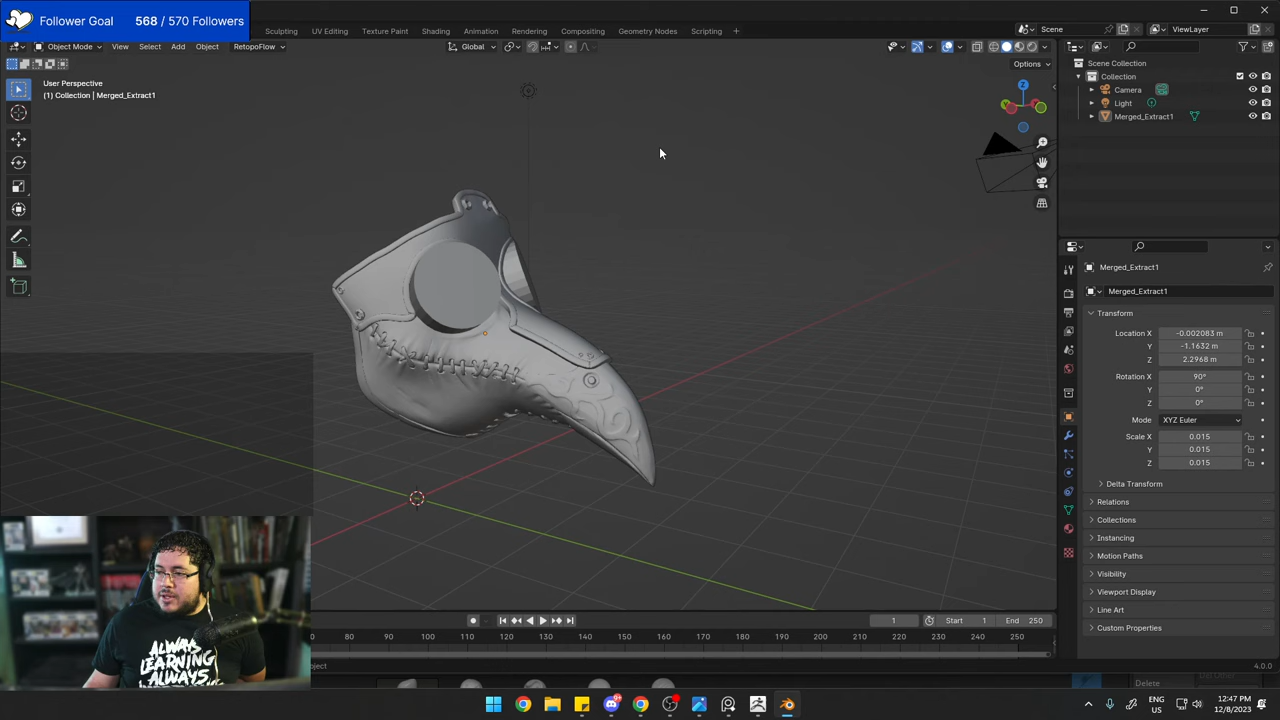 Follower Goal 568 / 570 Followers
Sculpting UV Editing Texture Paint Shading Animation Rendering Compositing Geometry Nodes Scripting +
Scene ViewLayer
Object Mode View Select Add Object RetopoFlow Global
Options
User Perspective
(1) Collection | Merged_Extract1
Z
Y
Scene Collection
Collection
Camera
Light
Merged_Extract1
Merged_Extract1
Merged_Extract1
Transform
Location X -0.002083 m
Y -1.1632 m
Z 2.2968 m
Rotation X 90°
Y 0°
Z 0°
Mode XYZ Euler
Scale X 0.015
Y 0.015
Z 0.015
Delta Transform
Relations
Collections
Instancing
Motion Paths
Visibility
Viewport Display
Line Art
Custom Properties
1 Start 1 End 250
80 90 100 110 120 130 140 150 160 170 180 190 200 210 220 230 240 250
4.0.0
Delete
ALWAYS
LEARNING
ALWAYS
ENG
US
12:47 PM
12/8/2023